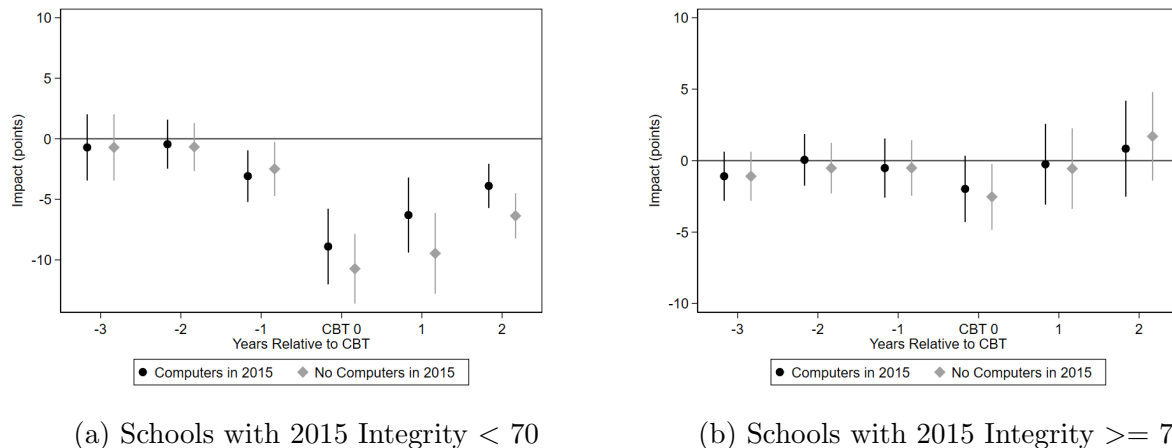 10
5
0
-5
-10
Impact (points)
-3 -2 -1 CBT 0 1 2
Years Relative to CBT
Computers in 2015 No Computers in 2015
(a) Schools with 2015 Integrity < 70
10
5
0
-5
-10
Impact (points)
-3 -2 -1 CBT 0 1 2
Years Relative to CBT
Computers in 2015 No Computers in 2015
(b) Schools with 2015 Integrity >= 7